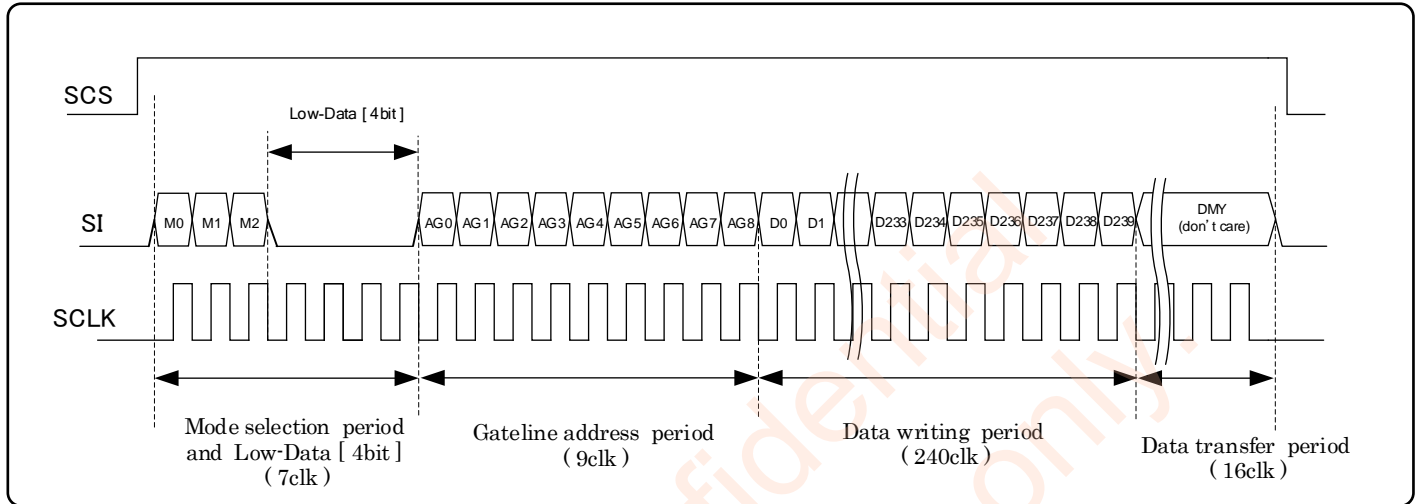 SCS
Low-Data [ 4bit ]
SI
M0 M1 M2 AG0 AG1 AG2 AG3 AG4 AG5 AG6 AG7 AG8 D0 D1 D233 D234 D235 D236 D237 D238 D239 DMY
(don't care)
SCLK
Mode selection period
and Low-Data [ 4bit ]
( 7clk )
Gateline address period
( 9clk )
Data writing period
( 240clk )
Data transfer period
( 16clk )
only.